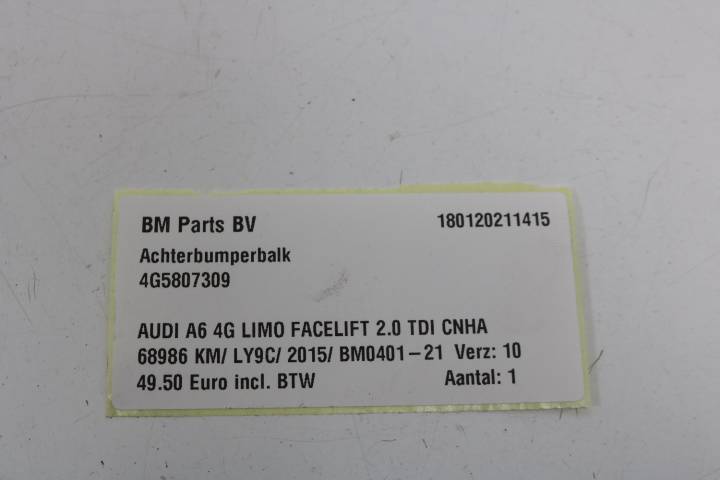 BM Parts BV 180120211415
Achterbumperbalk
4G5807309
AUDI A6 4G LIMO FACELIFT 2.0 TDI CNHA
68986 KM/ LY9C/ 2015/ BM0401-21 Verz: 10
49.50 Euro incl. BTW Aantal: 1